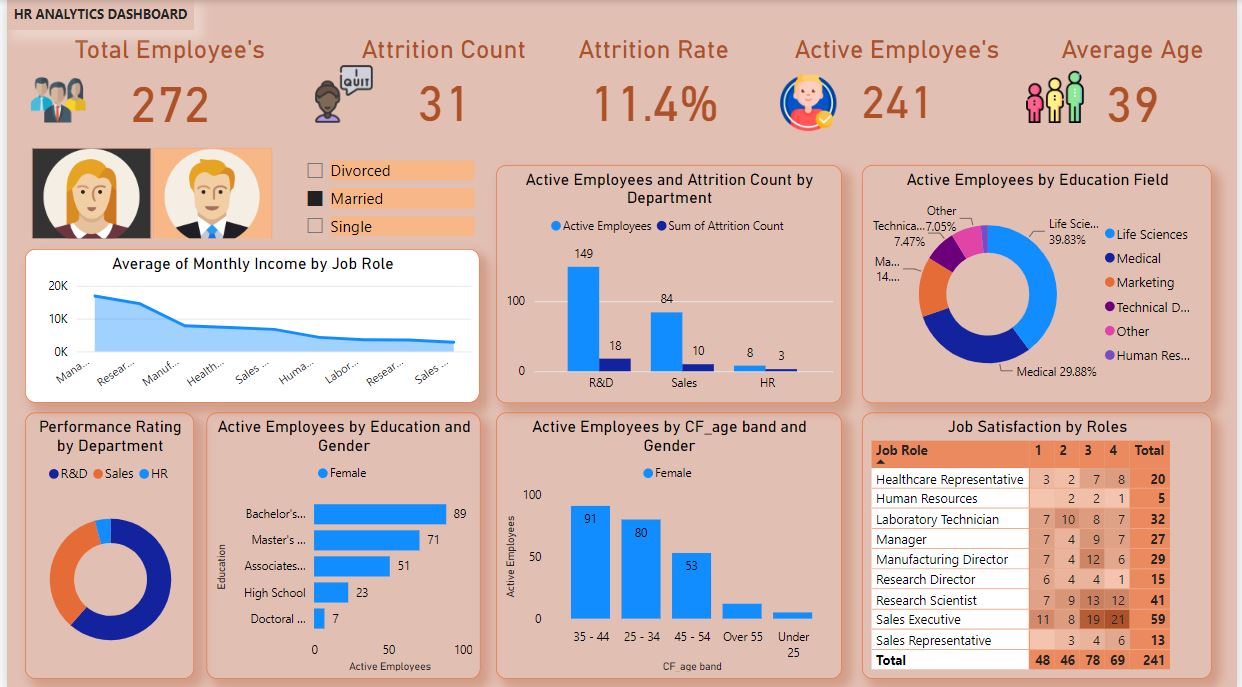 HR ANALYTICS DASHBOARD
Total Employee's
272
Attrition Count
I QUIT
31
Attrition Rate
11.4%
Active Employee's
241
Average Age
39
Divorced
Married
Single
Average of Monthly Income by Job Role
20K
10K
0K
Mana...
Resear...
Manuf...
Health...
Sales ...
Huma...
Labor...
Resear...
Sales ...
Active Employees and Attrition Count by
Department
Active Employees
Sum of Attrition Count
100
0
149
18
84
10
8
3
R&D
Sales
HR
Active Employees by Education Field
Life Scie...
39.83%
Medical 29.88%
Ma...
14....
Technica...
7.47%
Other
7.05%
Life Sciences
Medical
Marketing
Technical D...
Other
Human Res...
Performance Rating
by Department
R&D
Sales
HR
Active Employees by Education and
Gender
Female
Education
Bachelor's... 89
Master's ... 71
Associates... 51
High School 23
Doctoral ... 7
0 50 100
Active Employees
Active Employees by CF_age band and
Gender
Female
Active Employees
100
50
0
91
80
53
35 - 44
25 - 34
45 - 54
Over 55
Under
25
CF_age band
Job Satisfaction by Roles
Job Role 1 2 3 4 Total
Healthcare Representative 3 2 7 8 20
Human Resources 2 2 1 5
Laboratory Technician 7 10 8 7 32
Manager 7 4 9 7 27
Manufacturing Director 7 4 12 6 29
Research Director 6 4 4 1 15
Research Scientist 7 9 13 12 41
Sales Executive 11 8 19 21 59
Sales Representative 3 4 6 13
Total 48 46 78 69 241